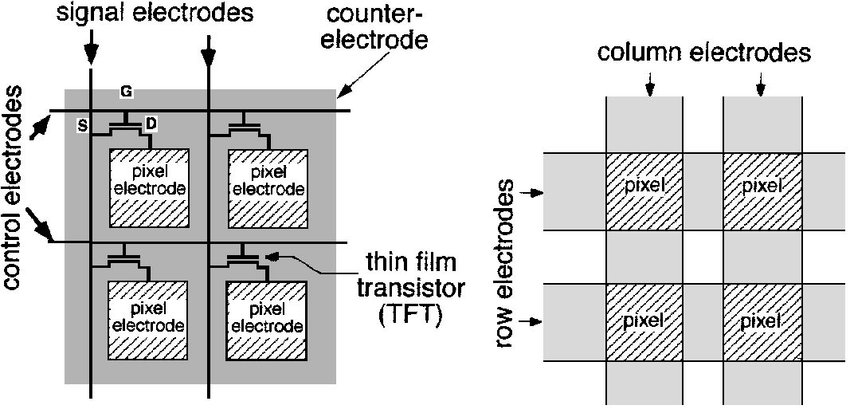 signal electrodes
counter-
electrode
control electrodes
G
S
D
pixel
electrode
pixel
electrode
pixel
electrode
pixel
electrode
thin film
transistor
(TFT)
column electrodes
row electrodes
pixel
pixel
pixel
pixel